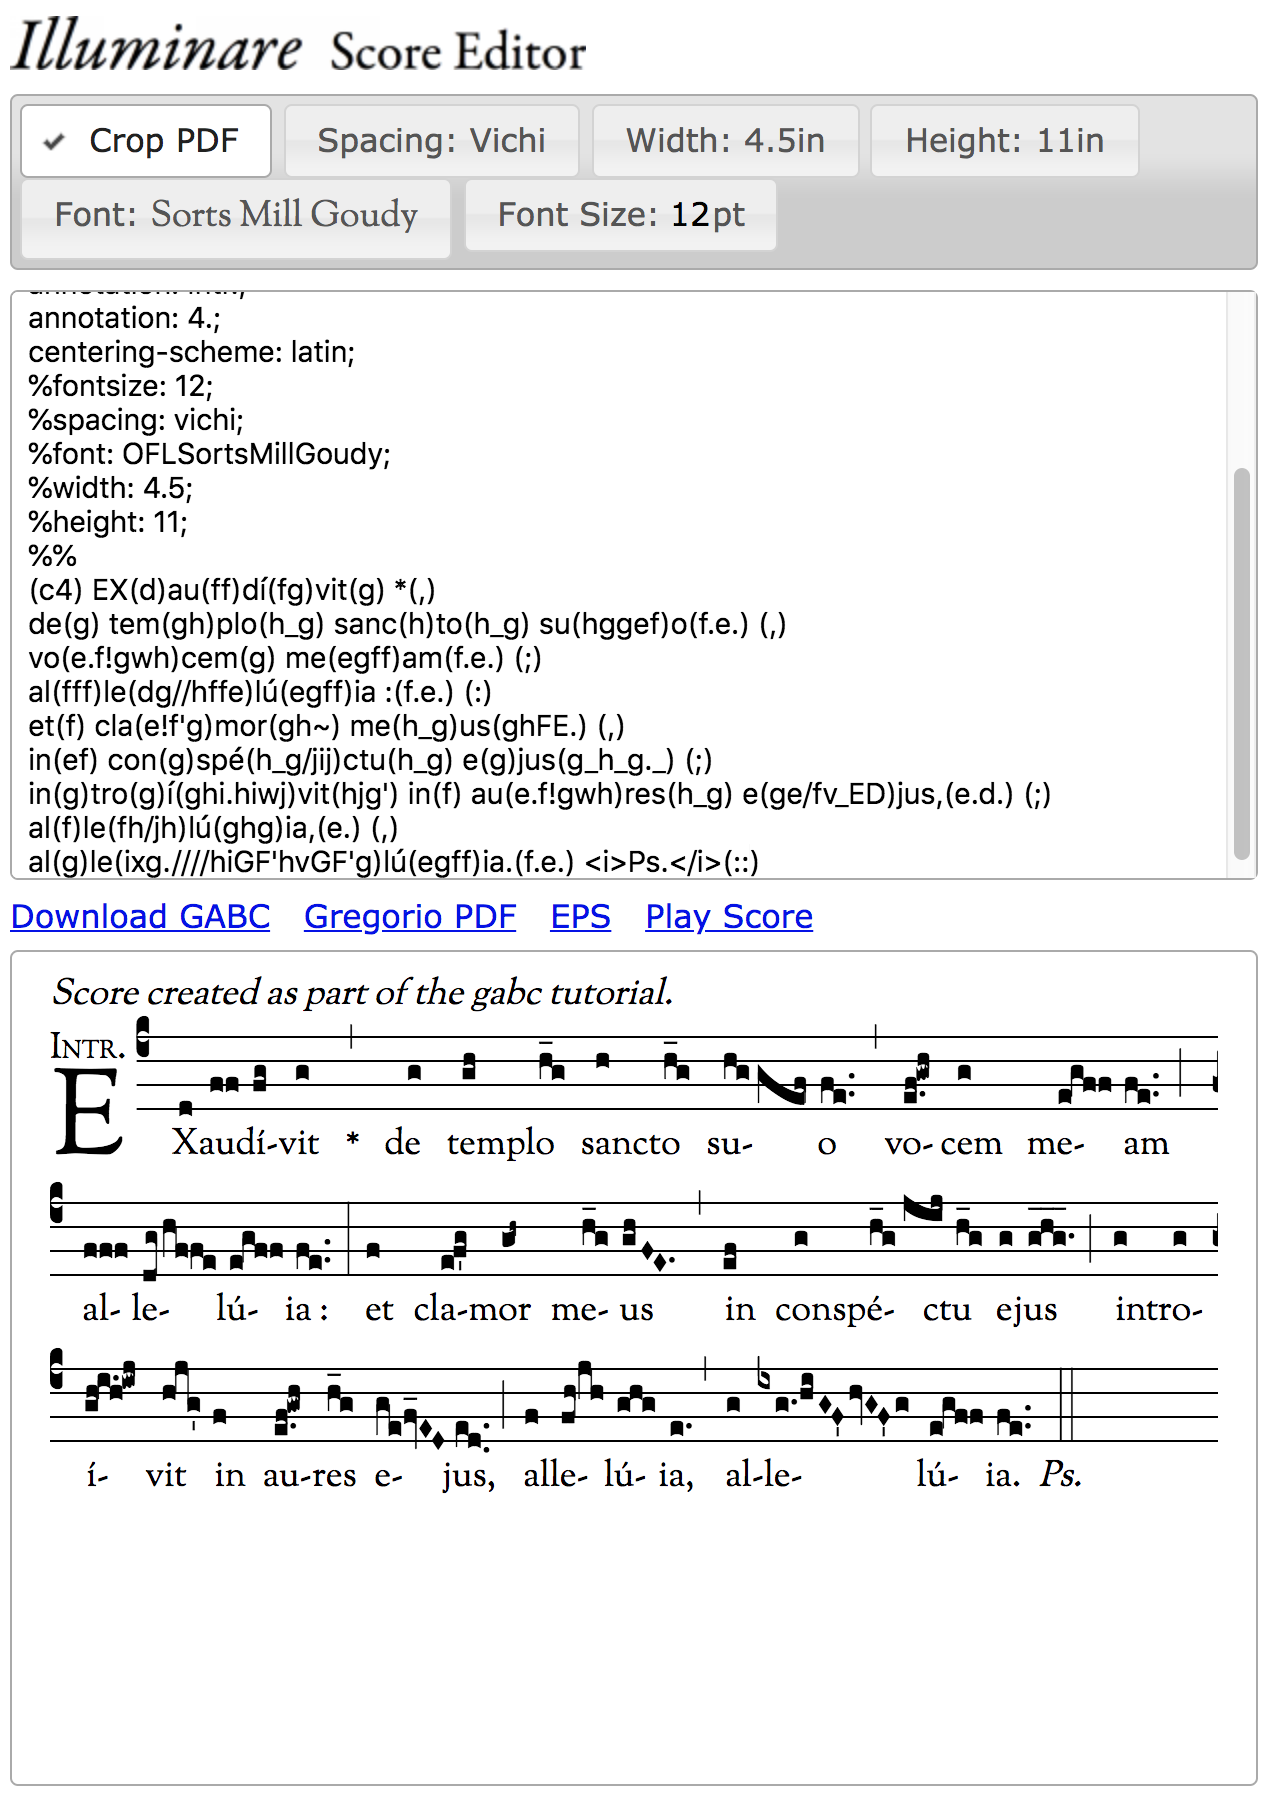 Illuminare Score Editor
✔ Crop PDF Spacing: Vichi Width: 4.5in Height: 11in
Font: Sorts Mill Goudy Font Size: 12pt
annotation: Intr.;
annotation: 4.;
centering-scheme: latin;
%fontsize: 12;
%spacing: vichi;
%font: OFLSortsMillGoudy;
%width: 4.5;
%height: 11;
%%
(c4) EX(d)au(ff)dí(fg)vit(g) *(,)
de(g) tem(gh)plo(h_g) sanc(h)to(h_g) su(hggef)o(f.e.) (,)
vo(e.f!gwh)cem(g) me(egff)am(f.e.) (;)
al(fff)le(dg//hffe)lú(egff)ia :(f.e.) (:)
et(f) cla(e!f'g)mor(gh~) me(h_g)us(ghFE.) (,)
in(ef) con(g)spé(h_g/jij)ctu(h_g) e(g)jus(g_h_g._) (;)
in(g)tro(g)í(ghi.hiwj)vit(hjg') in(f) au(e.f!gwh)res(h_g) e(ge/fv_ED)jus,(e.d.) (;)
al(f)le(fh/jh)lú(ghg)ia,(e.) (,)
al(g)le(ixg.////hiGF'hvGF'g)lú(egff)ia.(f.e.) <i>Ps.</i>(::)
Download GABC Gregorio PDF EPS Play Score
Score created as part of the gabc tutorial.
Intr.
EXaudí-vit * de templo sancto su- o vo- cem me- am
al- le- lú- ia : et cla-mor me- us in conspé- ctu ejus intro-
í- vit in au-res e- jus, alle- lú- ia, al-le- lú- ia. Ps.